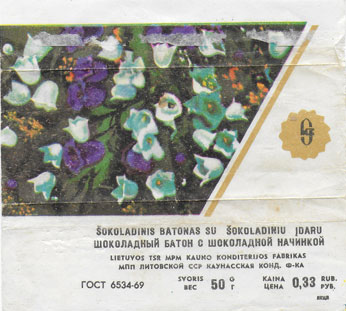 ŠOKOLADINIS BATONAS SU ŠOKOLADINIU ĮDARU
ШОКОЛАДНЫЙ БАТОН С ШОКОЛАДНОЙ НАЧИНКОЙ
LIETUVOS TSR MPM KAUNO KONDITERIJOS FABRIKAS
МПП ЛИТОВСКОЙ ССР КАУНАССКАЯ КОНД. Ф-КА
ГОСТ 6534-69
SVORIS
ВЕС 50 G
Г
KAINA
ЦЕНА 0,33 RUB.
РУБ.